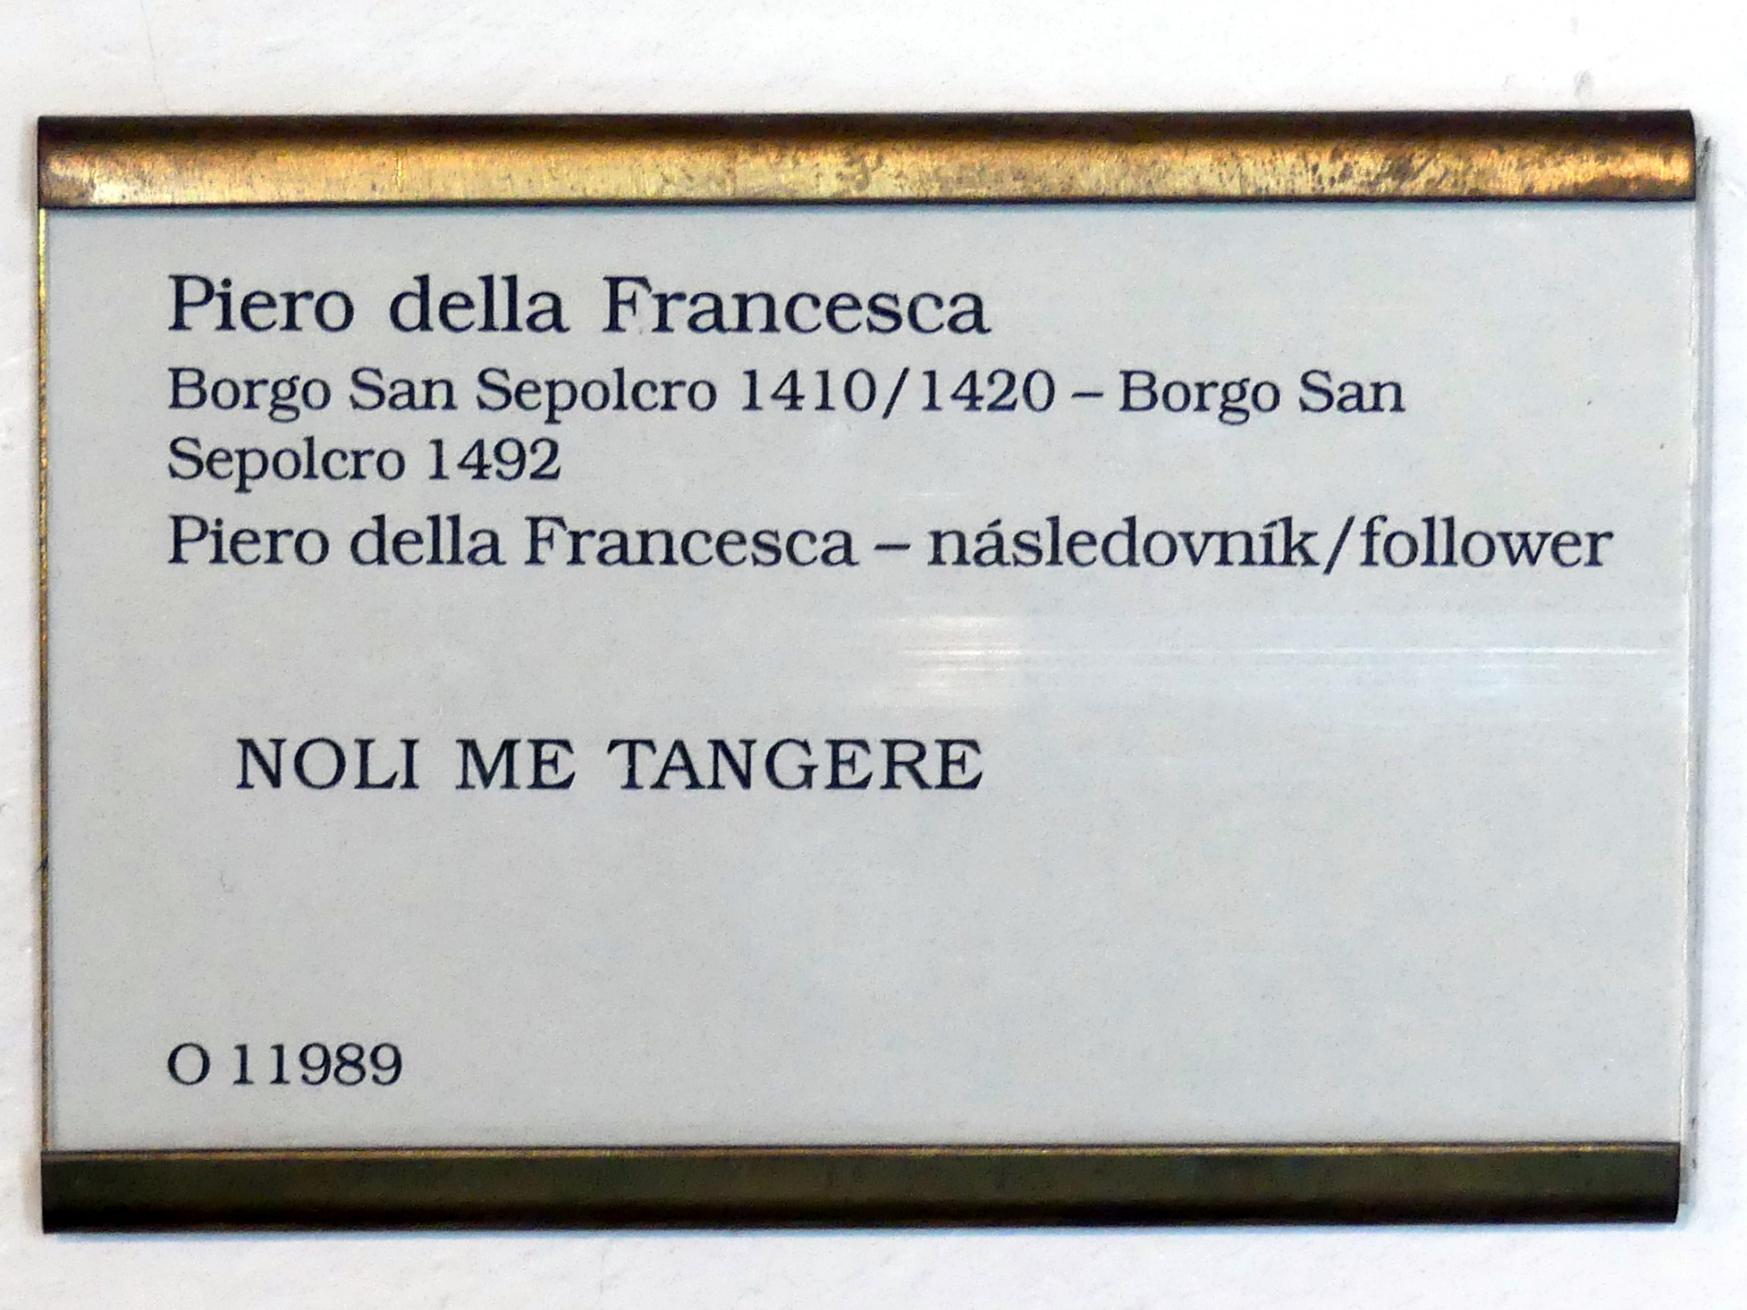 Piero della Francesca
Borgo San Sepolcro 1410/1420 – Borgo San
Sepolcro 1492
Piero della Francesca – následovník/follower
NOLI ME TANGERE
O 11989